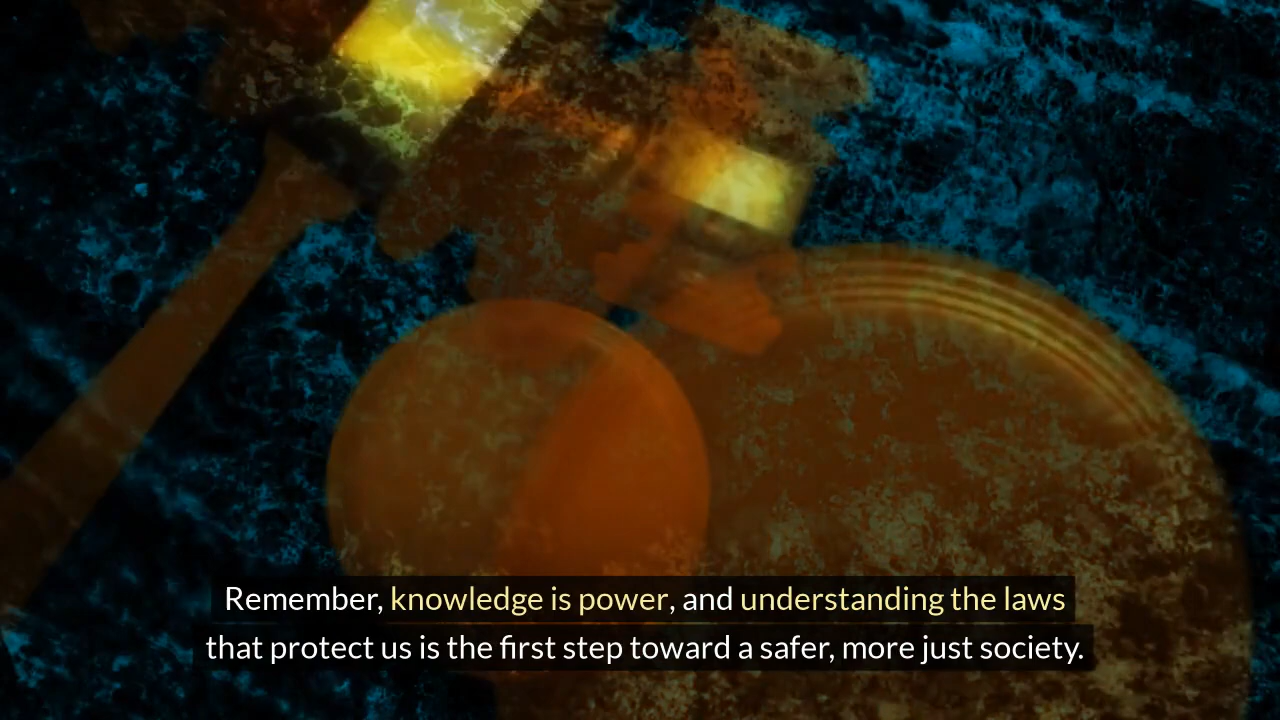 Remember, knowledge is power, and understanding the laws
that protect us is the first step toward a safer, more just society.